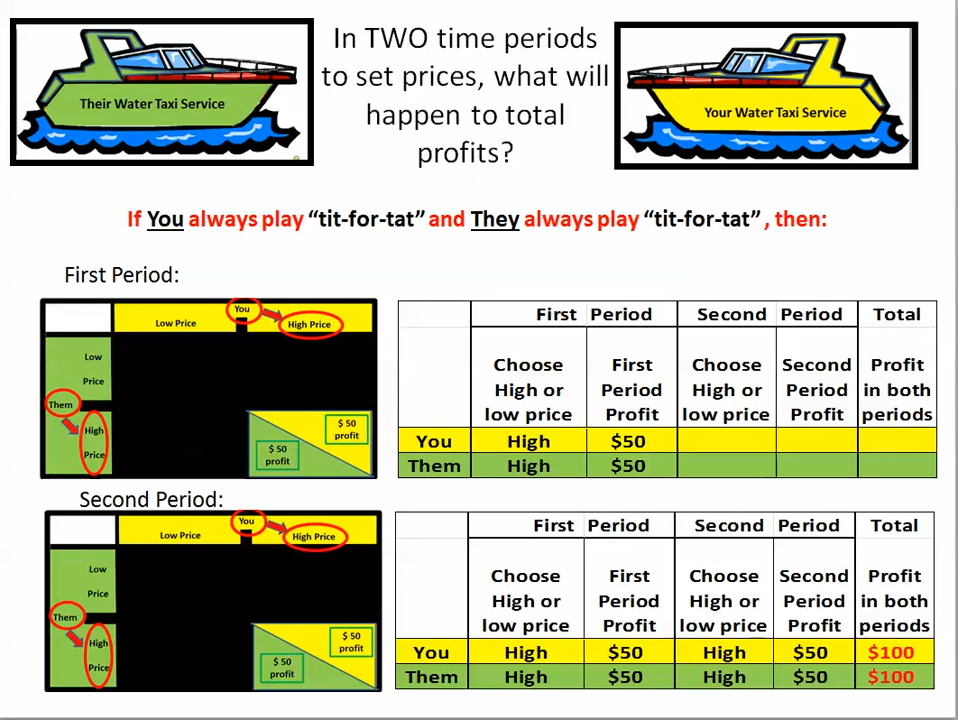 Their Water Taxi Service
In TWO time periods
to set prices, what will
happen to total
profits?
Your Water Taxi Service
If You always play “tit-for-tat” and They always play “tit-for-tat” , then:
First Period:
You
Low Price
High Price
Low
Price
Them
High
Price
$ 50
profit
$ 50
profit
First Period Second Period Total
Choose First Choose Second Profit
High or Period High or Period in both
low price Profit low price Profit periods
You High $50
Them High $50
Second Period:
You
Low Price
High Price
Low
Price
Them
High
Price
$ 50
profit
$ 50
profit
First Period Second Period Total
Choose First Choose Second Profit
High or Period High or Period in both
low price Profit low price Profit periods
You High $50 High $50 $100
Them High $50 High $50 $100